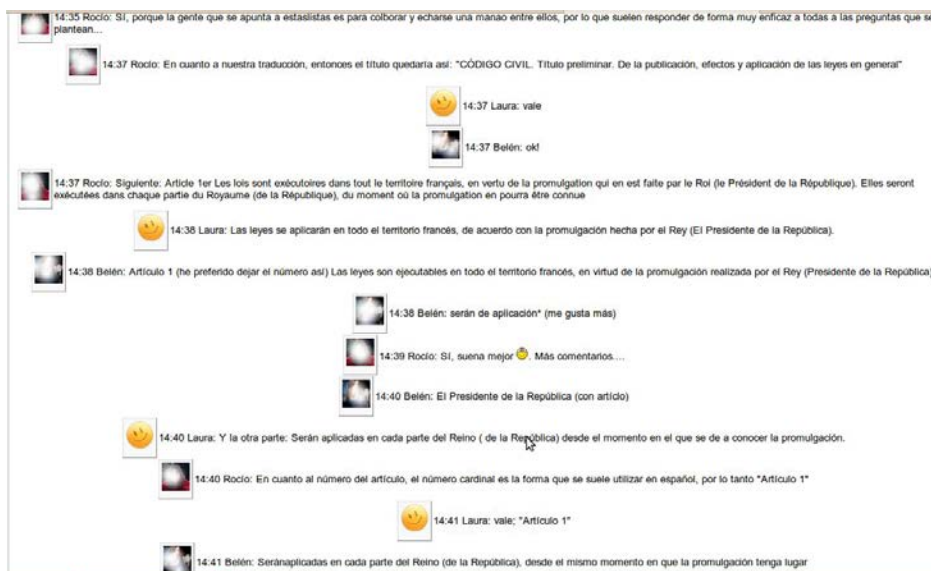 14:35 Rocío: Sí, porque la gente que se apunta a estaslistas es para colborar y echarse una manao entre ellos, por lo que suelen responder de forma muy enficaz a todas a las preguntas que se
plantean...
14:37 Rocío: En cuanto a nuestra traducción, entonces el título quedaría así: "CÓDIGO CIVIL. Título preliminar. De la publicación, efectos y aplicación de las leyes en general"
14:37 Laura: vale
14:37 Belén: ok!
14:37 Rocío: Siguiente: Article 1er Les lois sont exécutoires dans tout le territoire français, en vertu de la promulgation qui en est faite par le Roi (le Président de la République). Elles seront
exécutées dans chaque partie du Royaume (de la République), du moment où la promulgation en pourra être connue
14:38 Laura: Las leyes se aplicarán en todo el territorio francés, de acuerdo con la promulgación hecha por el Rey (El Presidente de la República).
14:38 Belén: Artículo 1 (he preferido dejar el número así) Las leyes son ejecutables en todo el territorio francés, en virtud de la promulgación realizada por el Rey (Presidente de la República)
14:38 Belén: serán de aplicación* (me gusta más)
14:39 Rocío: Sí, suena mejor . Más comentarios....
14:40 Belén: El Presidente de la República (con artíclo)
14:40 Laura: Y la otra parte: Serán aplicadas en cada parte del Reino ( de la República) desde el momento en el que se de a conocer la promulgación.
14:40 Rocío: En cuanto al número del artículo, el número cardinal es la forma que se suele utilizar en español, por lo tanto "Artículo 1"
14:41 Laura: vale; "Artículo 1"
14:41 Belén: Seránaplicadas en cada parte del Reino (de la República), desde el mismo momento en que la promulgación tenga lugar